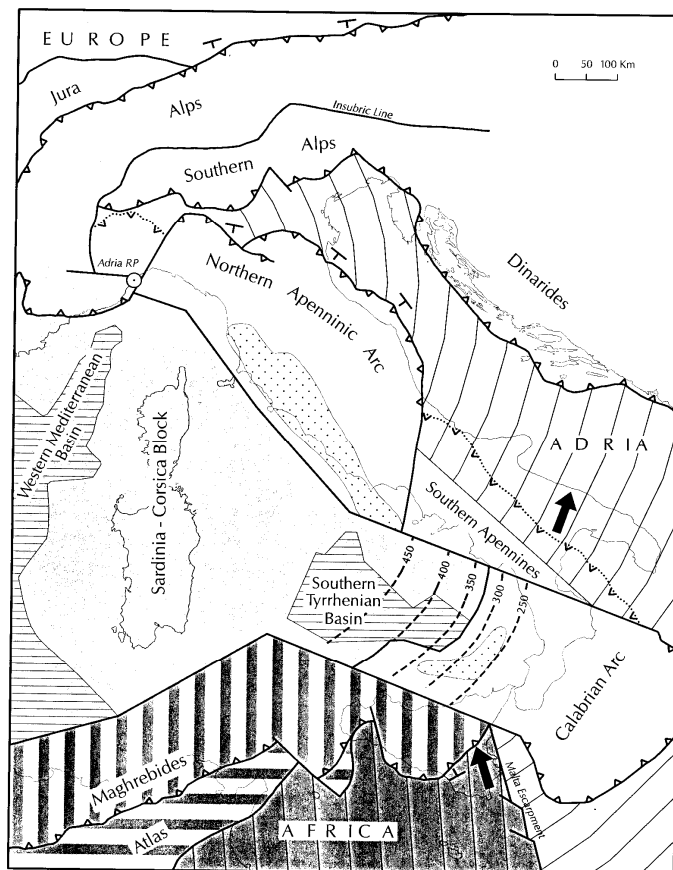 EUROPE
0 50 100 Km
Jura
Alps
Insubric Line
Southern
Alps
Adria RP
Northern
Apenninic
Arc
Dinarides
Western Mediterranean
Basin
Sardinia - Corsica Block
ADRIA
Southern Apennines
450
400
350
300
250
Southern
Tyrrhenian
Basin
Calabrian Arc
Maghrebides
Malta Escarpment
Atlas
AFRICA